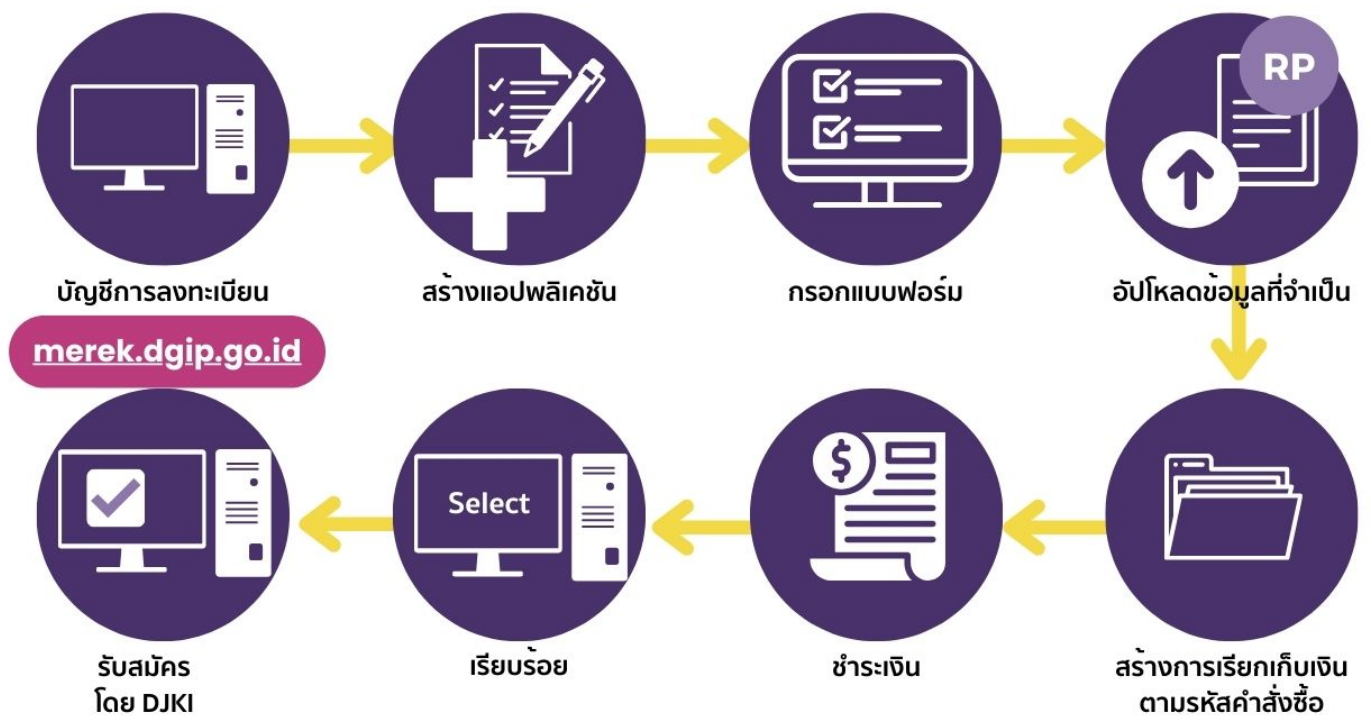 RP
บัญชีการลงทะเบียน
สร้างแอปพลิเคชัน
กรอกแบบฟอร์ม
อัปโหลดข้อมูลที่จำเป็น
merek.dgip.go.id
Select
รับสมัคร
โดย DJKI
เรียบร้อย
ชำระเงิน
สร้างการเรียกเก็บเงิน
ตามรหัสคำสั่งซื้อ